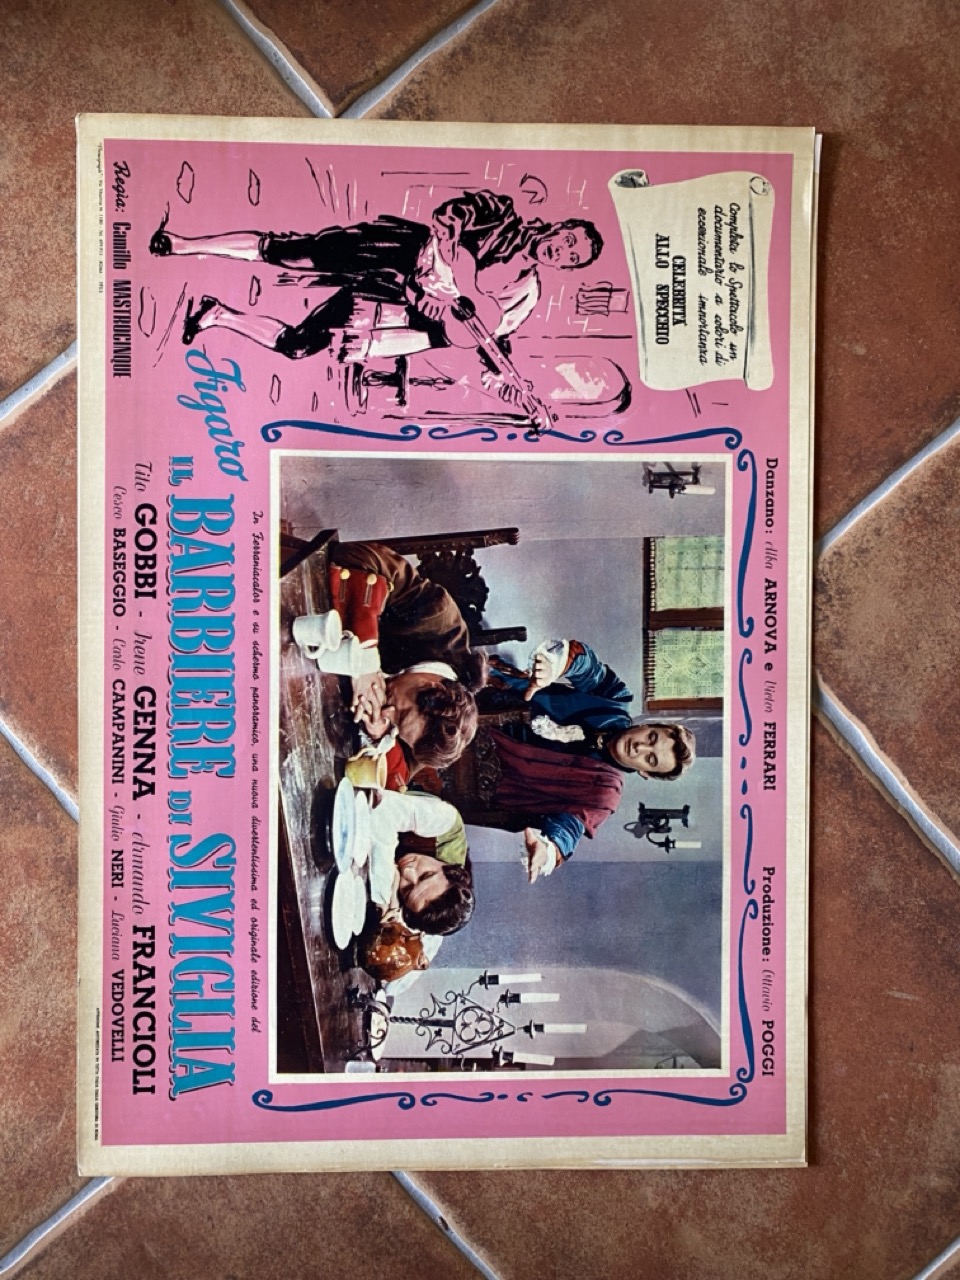 Completa lo Spettacolo un
documentario a colori di
eccezionale importanza
CELEBRITÀ
ALLO SPECCHIO
Danzano: Alba ARNOVA e Victor FERRARI
Produzione: Ottavio POGGI
In Ferraniacolor e su schermo panoramico, una nuova divertentissima ed originale edizione del
Figaro
IL BARBIERE DI SIVIGLIA
Tito GOBBI - Irene GENNA - Armando FRANCIOLI
Cesco BASEGGIO - Carlo CAMPANINI - Giulio NERI - Luciana VEDOVELLI
Regia: Camillo MASTROCINQUE